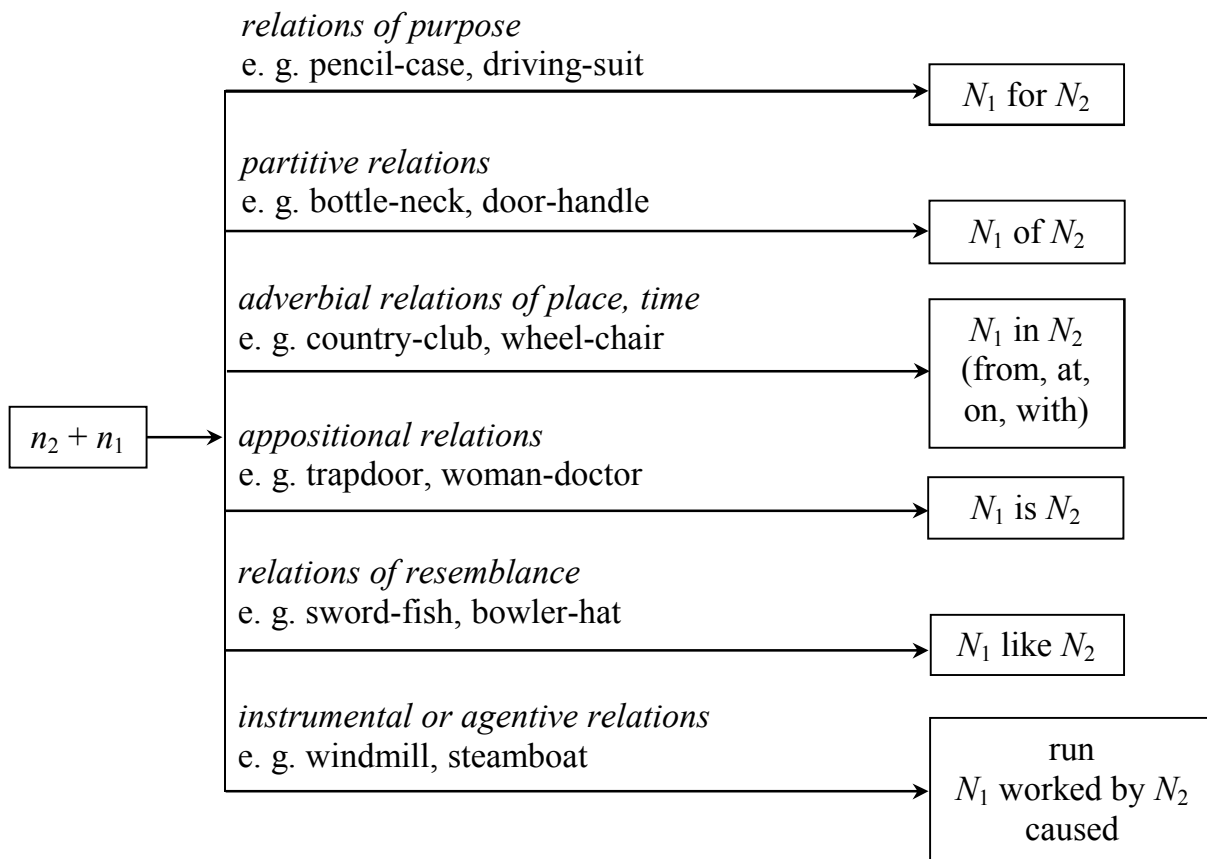 relations of purpose
e. g. pencil-case, driving-suit
N₁ for N₂
partitive relations
e. g. bottle-neck, door-handle
N₁ of N₂
adverbial relations of place, time
e. g. country-club, wheel-chair
N₁ in N₂
(from, at,
on, with)
n₂ + n₁
appositional relations
e. g. trapdoor, woman-doctor
N₁ is N₂
relations of resemblance
e. g. sword-fish, bowler-hat
N₁ like N₂
instrumental or agentive relations
e. g. windmill, steamboat
run
N₁ worked by N₂
caused